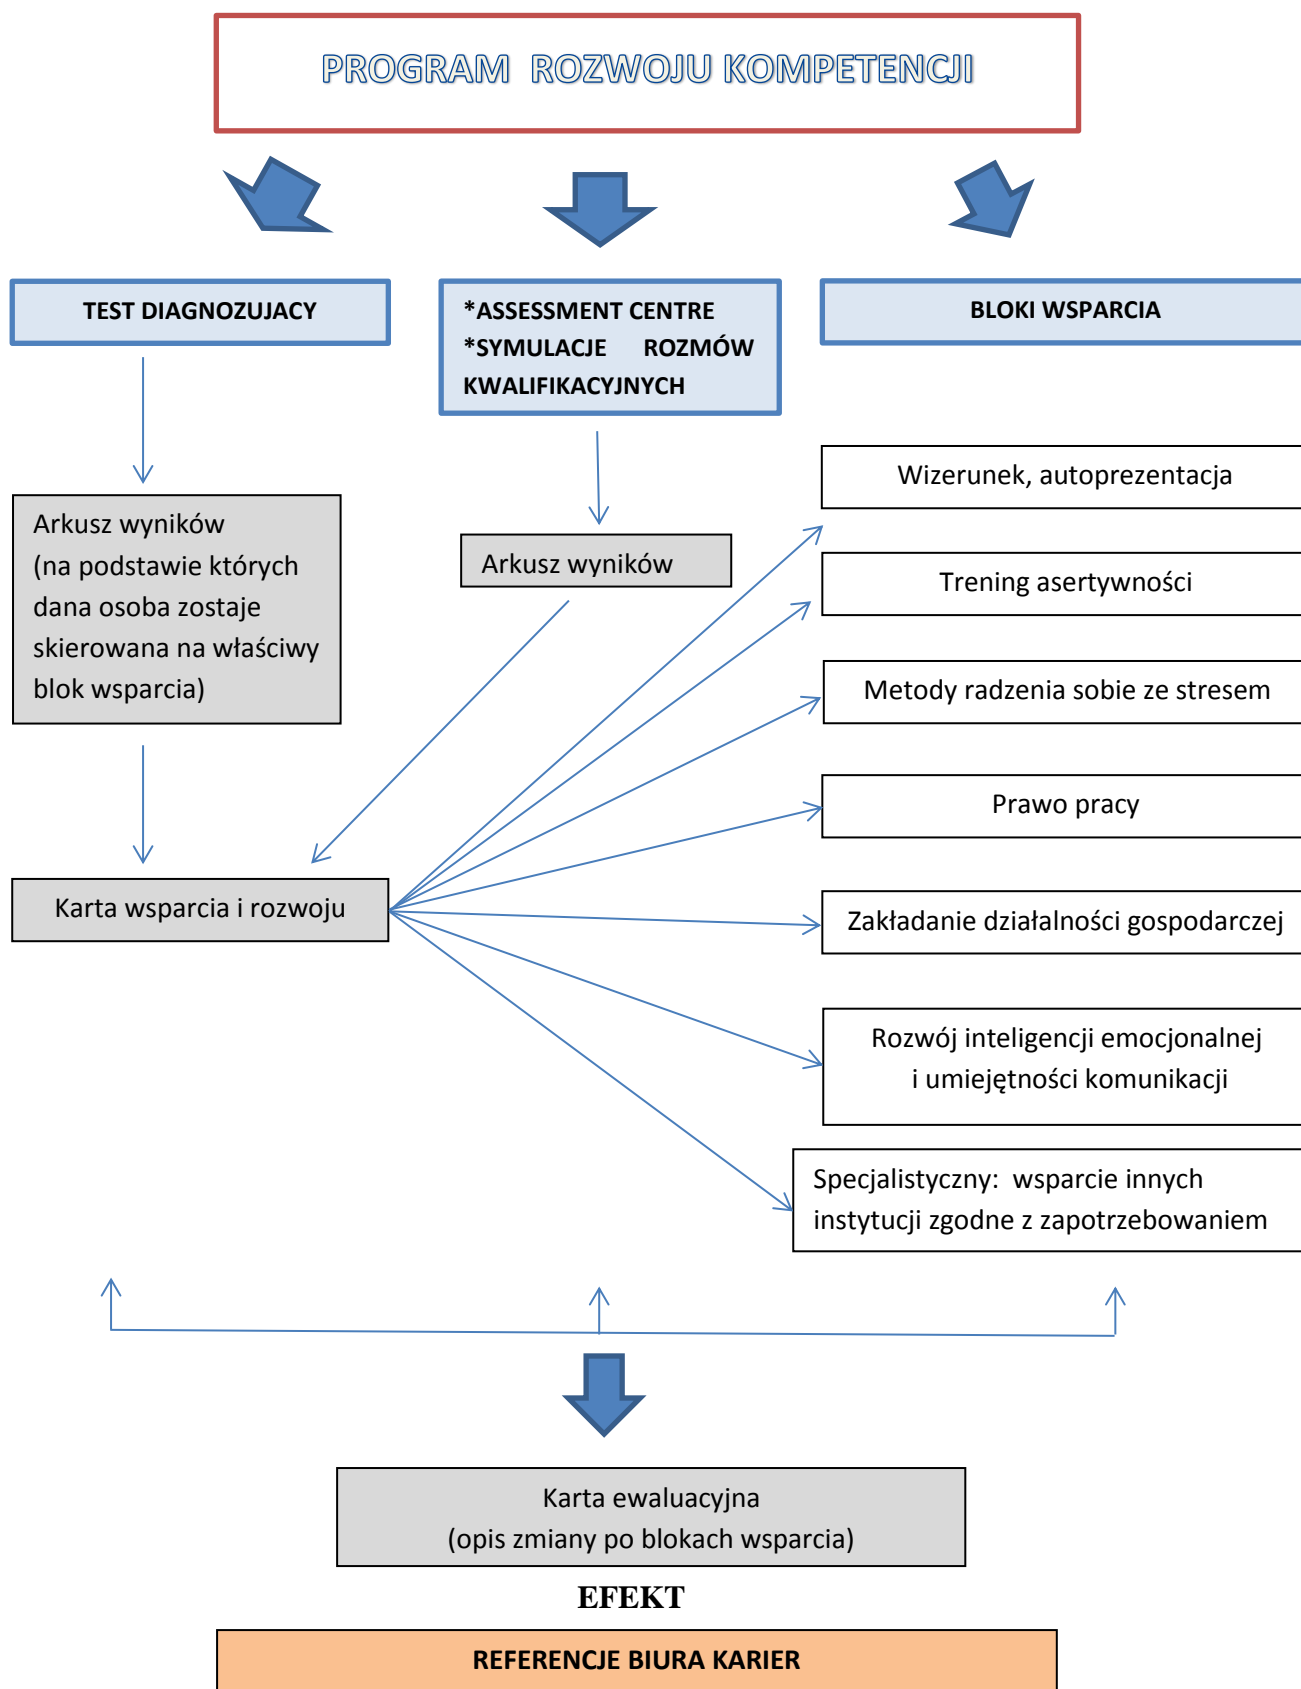 PROGRAM ROZWOJU KOMPETENCJI
TEST DIAGNOZUJACY
*ASSESSMENT CENTRE
*SYMULACJE ROZMÓW
KWALIFIKACYJNYCH
BLOKI WSPARCIA
Arkusz wyników
(na podstawie których
dana osoba zostaje
skierowana na właściwy
blok wsparcia)
Arkusz wyników
Karta wsparcia i rozwoju
Wizerunek, autoprezentacja
Trening asertywności
Metody radzenia sobie ze stresem
Prawo pracy
Zakładanie działalności gospodarczej
Rozwój inteligencji emocjonalnej
i umiejętności komunikacji
Specjalistyczny: wsparcie innych
instytucji zgodne z zapotrzebowaniem
Karta ewaluacyjna
(opis zmiany po blokach wsparcia)
EFEKT
REFERENCJE BIURA KARIER